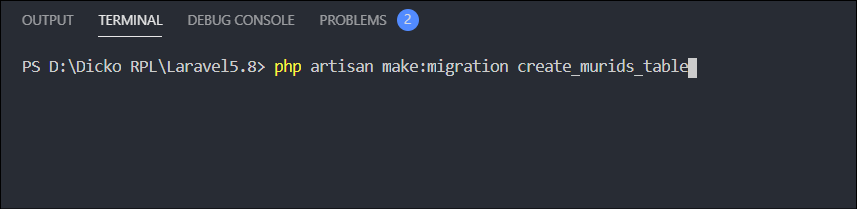 OUTPUT TERMINAL DEBUG CONSOLE PROBLEMS 2
PS D:\Dicko RPL\Laravel5.8> php artisan make:migration create_murids_table